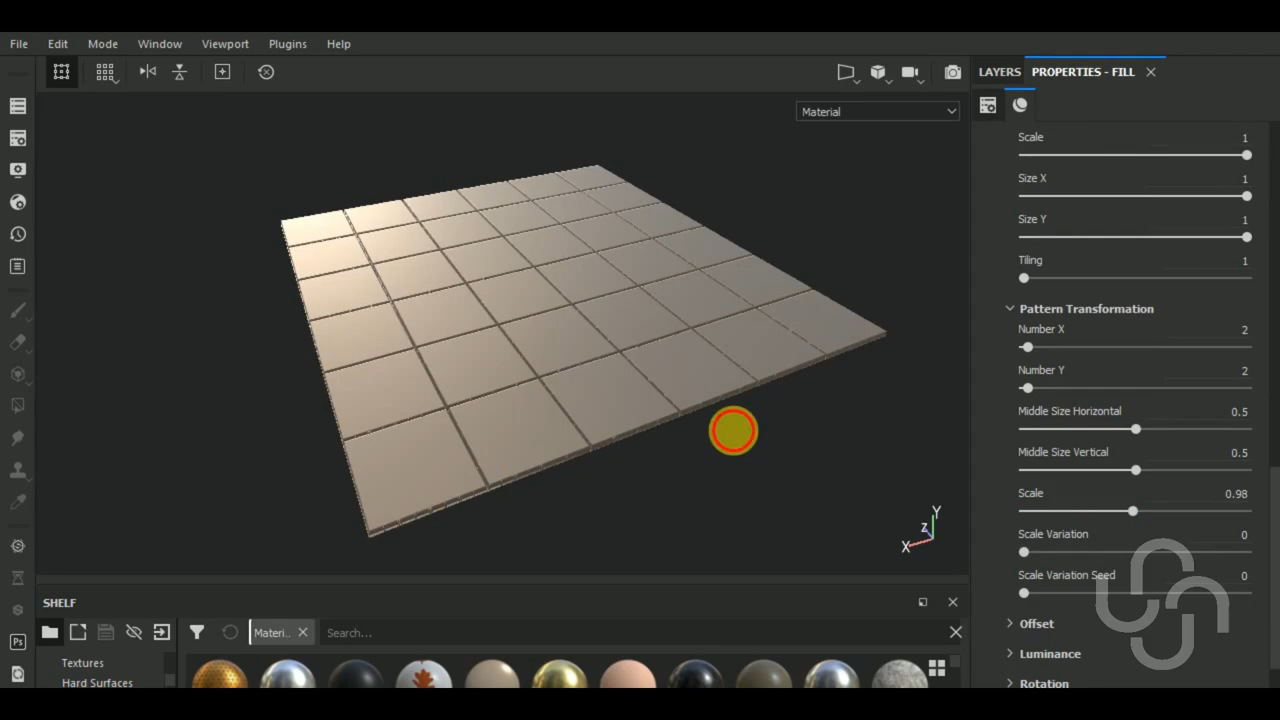 File Edit Mode Window Viewport Plugins Help
LAYERS PROPERTIES - FILL
Material
Scale 1
Size X 1
Size Y 1
Tiling 1
Pattern Transformation
Number X 2
Number Y 2
Middle Size Horizontal 0.5
Middle Size Vertical 0.5
Scale 0.98
Scale Variation 0
Scale Variation Seed 0
Offset
Luminance
Rotation
Y
Z
X
SHELF
Materi... Search...
Textures
Hard Surfaces
Ps